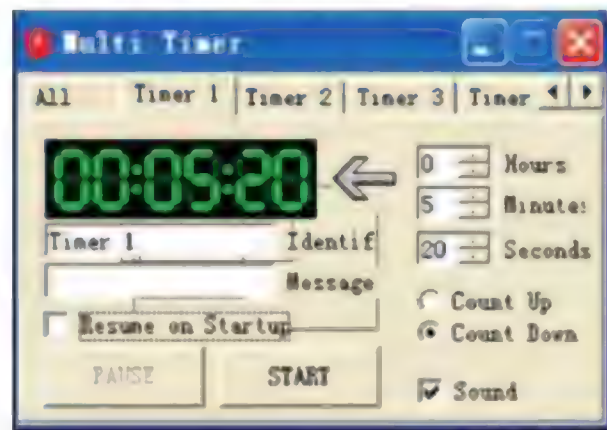 Multi Timer
All Timer 1 Timer 2 Timer 3 Timer
00:05:20
0 Hours
5 Minutes
20 Seconds
Timer 1 Identif
Message
Resume on Startup
Count Up
Count Down
PAUSE START
Sound